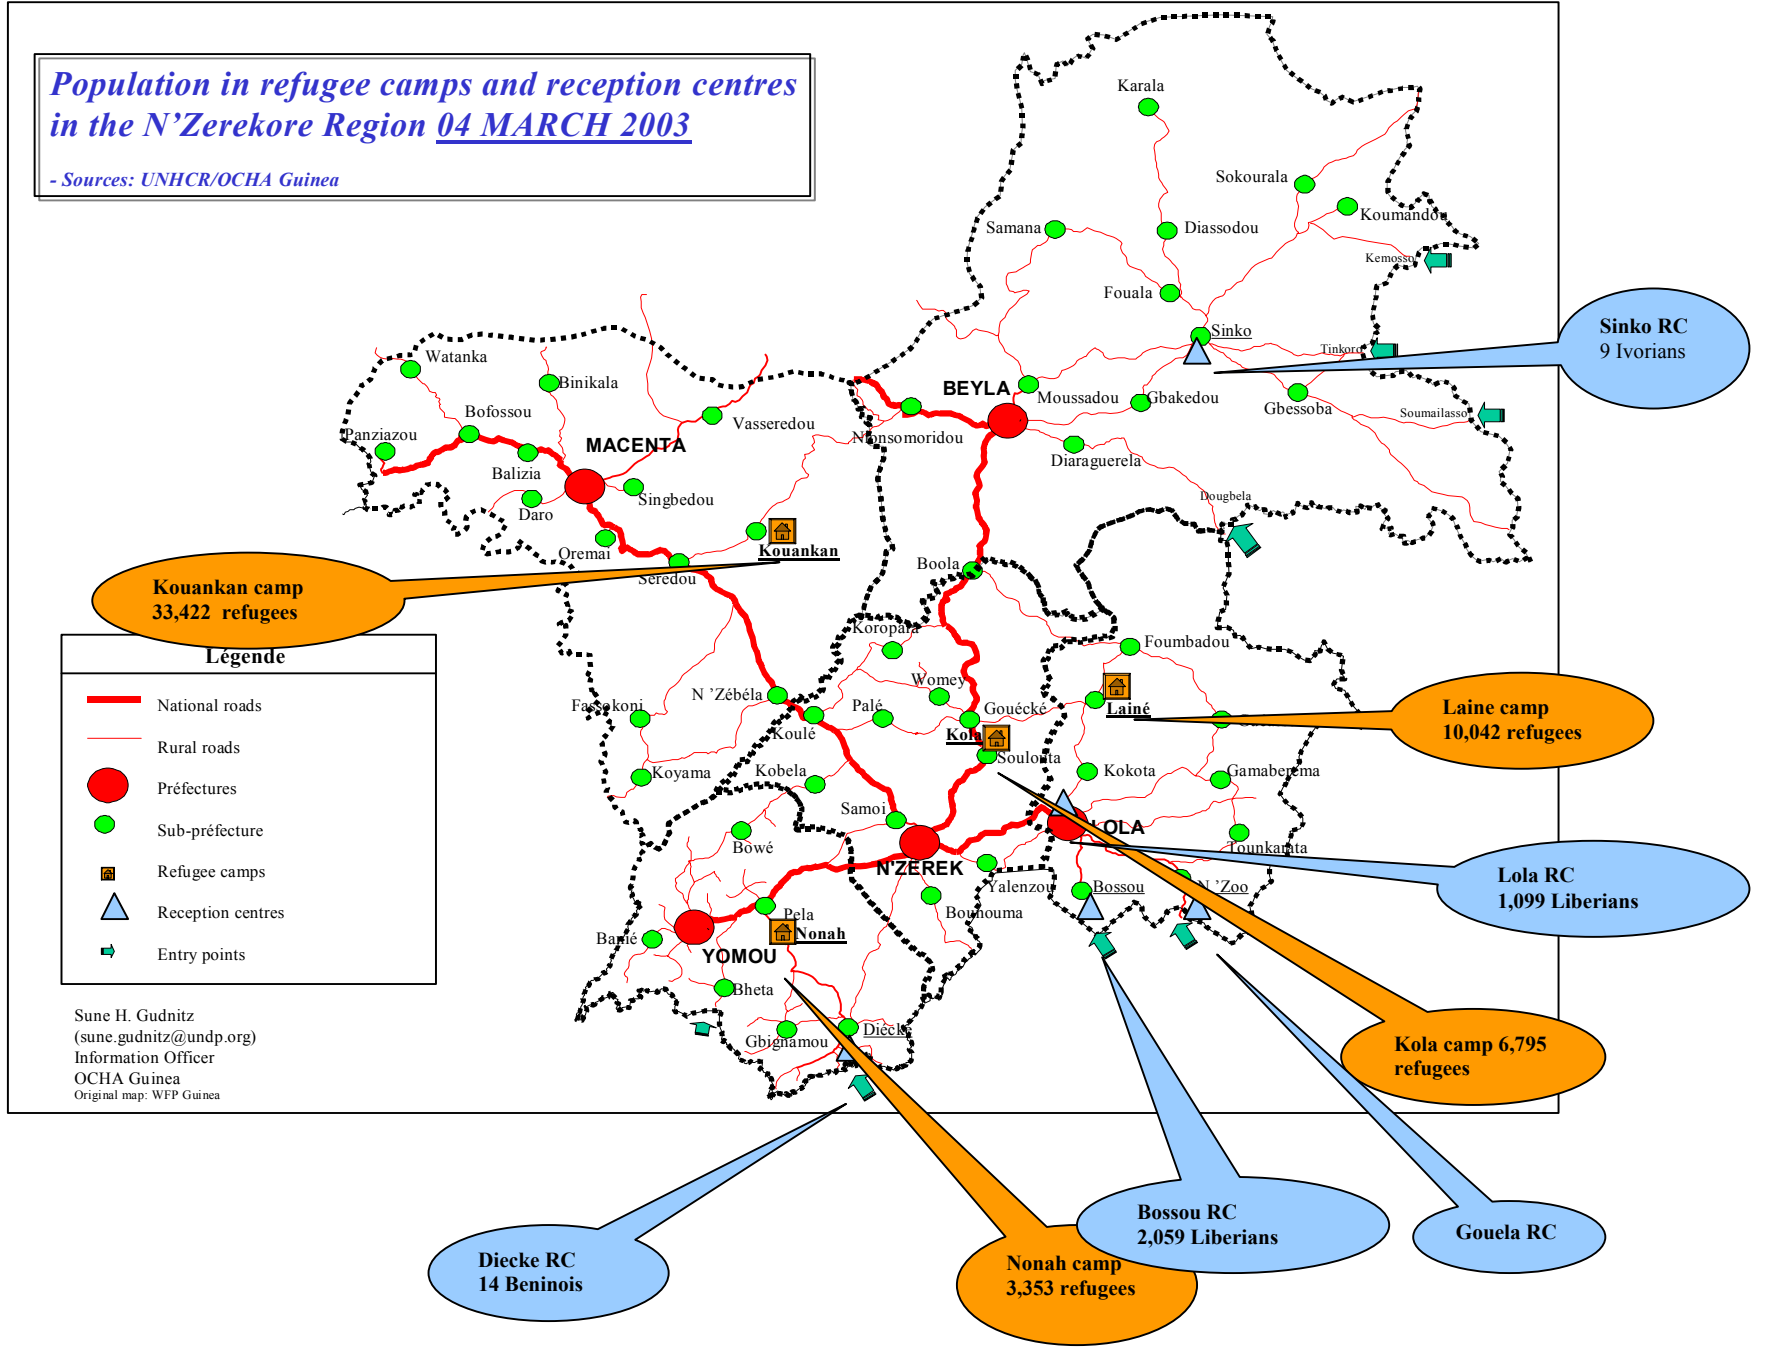 Population in refugee camps and reception centres
in the N’Zerekore Region 04 MARCH 2003
- Sources: UNHCR/OCHA Guinea
Karala
Sokourala
Koumandou
Samana
Diassodou
Kemosso
Fouala
Sinko
Tinkoro
Sinko RC
9 Ivorians
Watanka
Binikala
BEYLA
Moussadou
Gbakedou
Gbessoba
Soumailasso
Bofossou
Vasseredou
Panziazou
MACENTA
Nionsomoridou
Diaraguerela
Balizia
Singbedou
Daro
Dougbela
Oremai
Kouankan
Seredou
Boola
Kouankan camp
33,422 refugees
Koropara
Foumbadou
Légende
National roads
Rural roads
Préfectures
Sub-préfecture
Refugee camps
Reception centres
Entry points
N ’Zébéla
Womey
Fassokoni
Palé
Gouécké
Lainé
Laine camp
10,042 refugees
Koulé
Kola
Soulouta
Koyama
Kobela
Kokota
Gamaberema
Samoi
LOLA
Bowé
Tounkarata
N'ZEREK
Yalenzou
Bossou
N ’Zoo
Lola RC
1,099 Liberians
Pela
Bounouma
Banié
Nonah
YOMOU
Bheta
Gbignamou
Diécké
Sune H. Gudnitz
(sune.gudnitz@undp.org)
Information Officer
OCHA Guinea
Original map: WFP Guinea
Kola camp 6,795
refugees
Bossou RC
2,059 Liberians
Gouela RC
Diecke RC
14 Beninois
Nonah camp
3,353 refugees